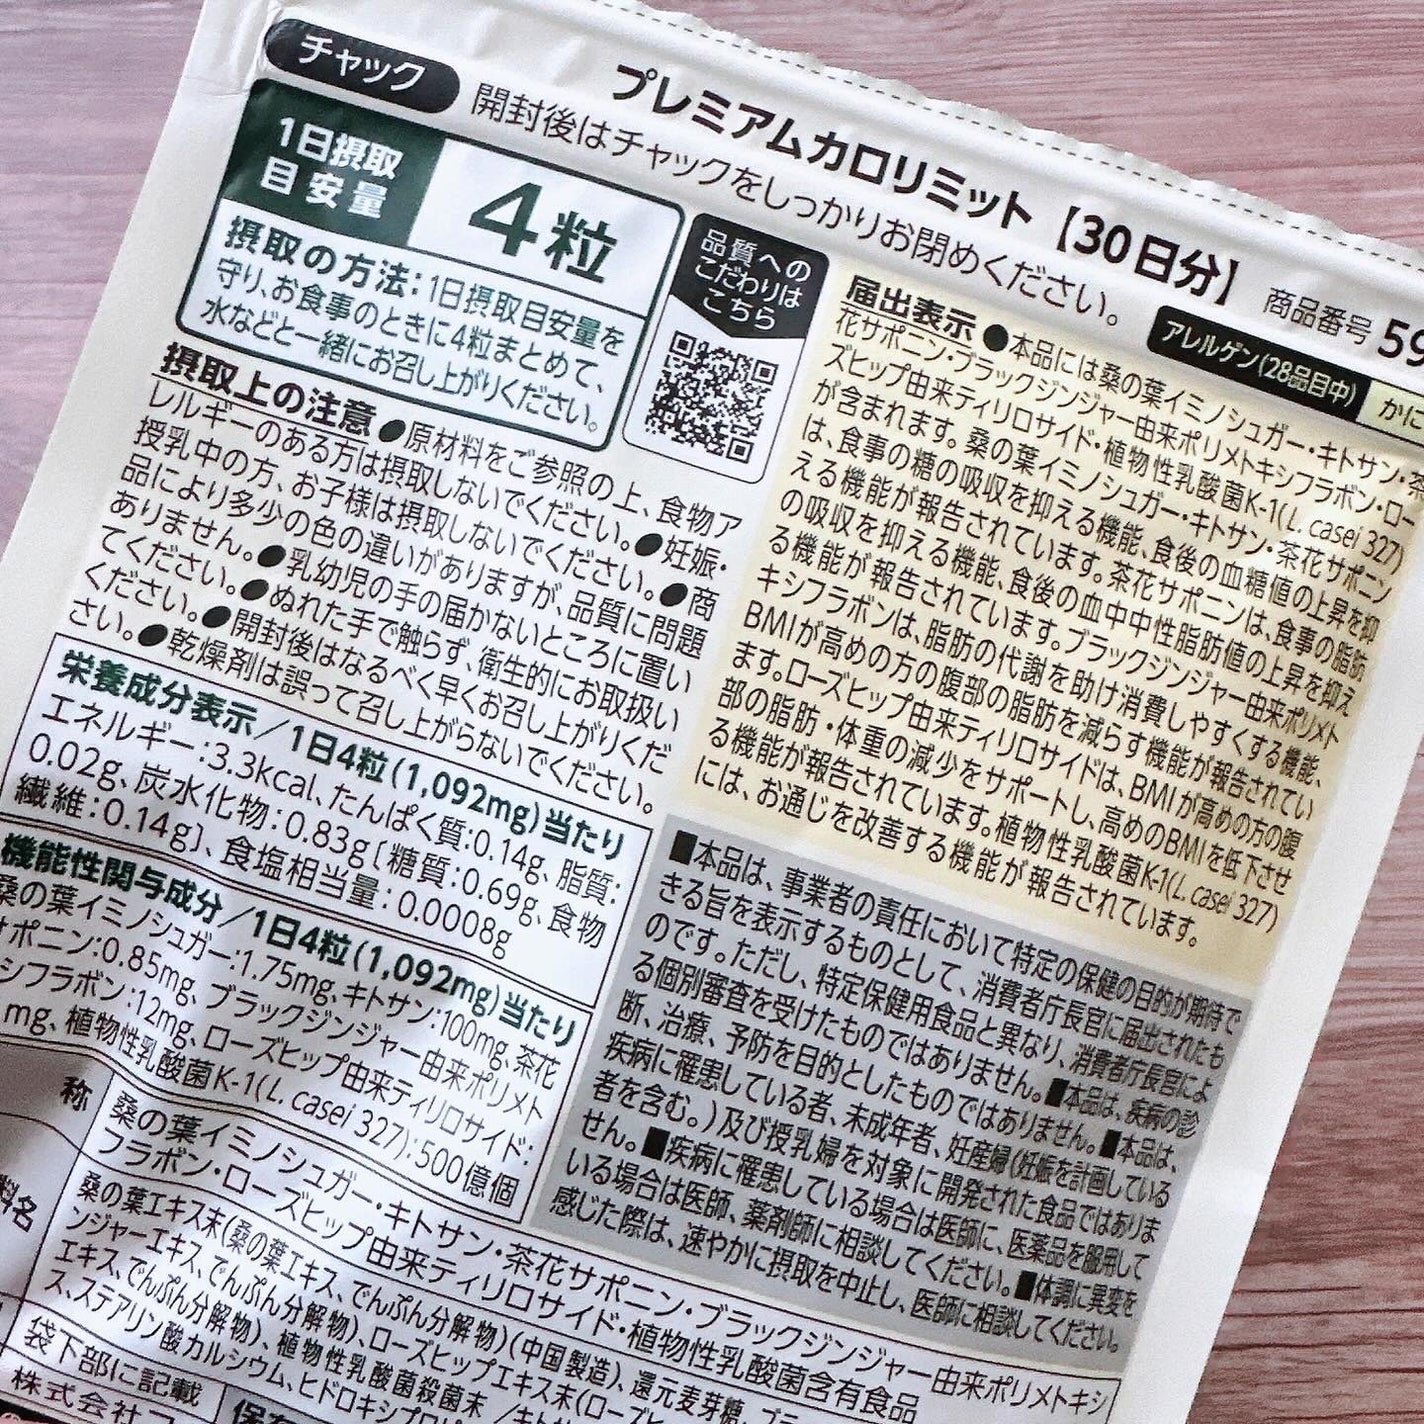 プレミアムカロリミット【30日分】
商品番号 59
チャック
開封後はチャックをしっかりお閉めください。
アレルゲン(28品目中)
かに
1日摂取
目安量
4粒
摂取の方法：1日摂取目安量を
守り、お食事のときに4粒まとめて、
水などと一緒にお召し上がりください。
品質への
こだわりは
こちら
摂取上の注意 ●原材料をご参照の上、食物ア
レルギーのある方は摂取しないでください。●妊娠・
授乳中の方、お子様は摂取しないでください。●商
品により多少の色の違いがありますが、品質に問題
ありません。●乳幼児の手の届かないところに置い
てください。●ぬれた手で触らず、衛生的にお取扱い
ください。●開封後はなるべく早くお召し上がりくだ
さい。●乾燥剤は誤って召し上がらないでください。
栄養成分表示／1日4粒(1,092mg)当たり
エネルギー：3.3kcal、たんぱく質：0.14g、脂質：
0.02g、炭水化物：0.83g〔糖質：0.69g、食物
繊維：0.14g〕、食塩相当量：0.0008g
機能性関与成分／1日4粒(1,092mg)当たり
桑の葉イミノシュガー：1.75mg、キトサン：100mg、茶花
サポニン：0.85mg、ブラックジンジャー由来ポリメト
シフラボン：12mg、ローズヒップ由来ティリロサイド：
mg、植物性乳酸菌K-1(L. casei 327)：500億個
届出表示 ●本品には桑の葉イミノシュガー・キトサン・茶
花サポニン・ブラックジンジャー由来ポリメトキシフラボン・ロー
ズヒップ由来ティリロサイド・植物性乳酸菌K-1(L. casei 327)
が含まれます。桑の葉イミノシュガー・キトサン・茶花サポニン
は、食事の糖の吸収を抑える機能、食後の血糖値の上昇を抑
える機能が報告されています。茶花サポニンは、食事の脂肪
の吸収を抑える機能、食後の血中中性脂肪値の上昇を抑え
る機能が報告されています。ブラックジンジャー由来ポリメト
キシフラボンは、脂肪の代謝を助け消費しやすくする機能、
BMIが高めの方の腹部の脂肪を減らす機能が報告されてい
ます。ローズヒップ由来ティリロサイドは、BMIが高めの方の腹
部の脂肪・体重の減少をサポートし、高めのBMIを低下させ
る機能が報告されています。植物性乳酸菌K-1(L. casei 327)
には、お通じを改善する機能が報告されています。
■本品は、事業者の責任において特定の保健の目的が期待で
きる旨を表示するものとして、消費者庁長官に届出されたも
のです。ただし、特定保健用食品と異なり、消費者庁長官によ
る個別審査を受けたものではありません。■本品は、疾病の診
断、治療、予防を目的としたものではありません。■本品は、
疾病に罹患している者、未成年者、妊産婦(妊娠を計画している
者を含む。)及び授乳婦を対象に開発された食品ではありま
せん。■疾病に罹患している場合は医師に、医薬品を服用して
いる場合は医師、薬剤師に相談してください。■体調に異変を
感じた際は、速やかに摂取を中止し、医師に相談してください。
称
桑の葉イミノシュガー・キトサン・茶花サポニン・ブラックジンジャー由来ポリメトキシ
フラボン・ローズヒップ由来ティリロサイド・植物性乳酸菌含有食品
料名
桑の葉エキス末(桑の葉エキス、でんぷん分解物)(中国製造)、還元麦芽糖、
ンジャーエキス、でんぷん分解物)、ローズヒップエキス末(ローズ
エキス、でんぷん分解物)、植物性乳酸菌殺菌末／キト
ス、ステアリン酸カルシウム、ヒドロキシプロ
袋下部に記載
保存
株式会社